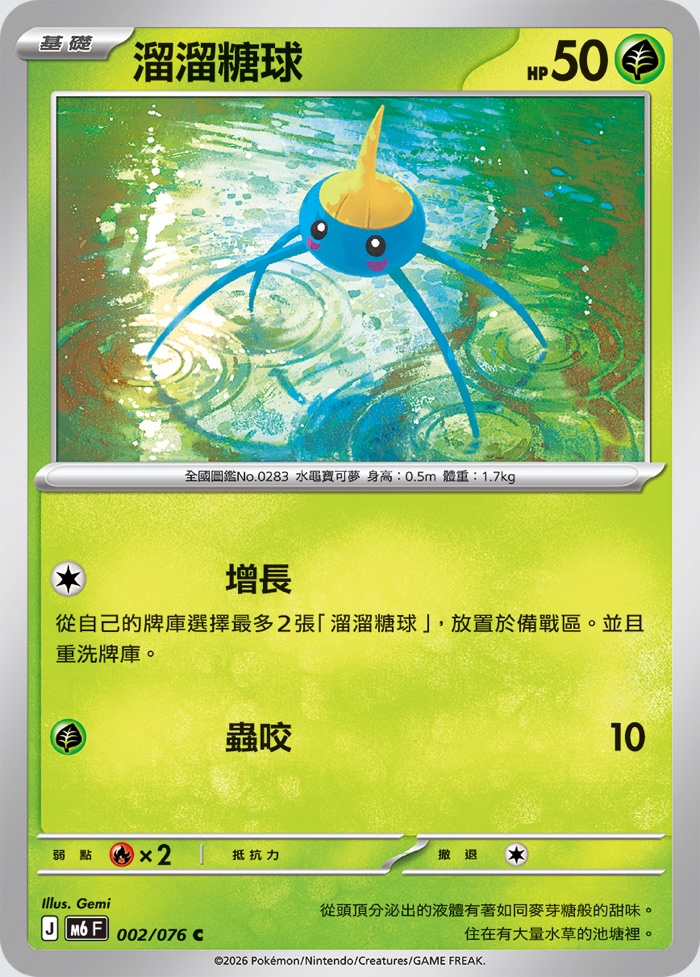 基礎
溜溜糖球
HP50
全國圖鑑No.0283 水黽寶可夢 身高：0.5m 體重：1.7kg
增長
從自己的牌庫選擇最多2張「溜溜糖球」，放置於備戰區。並且
重洗牌庫。
蟲咬 10
弱點 ×2 抵抗力 撤退
Illus. Gemi
J M6 F 002/076 C
從頭頂分泌出的液體有著如同麥芽糖般的甜味。
住在有大量水草的池塘裡。
©2026 Pokémon/Nintendo/Creatures/GAME FREAK.